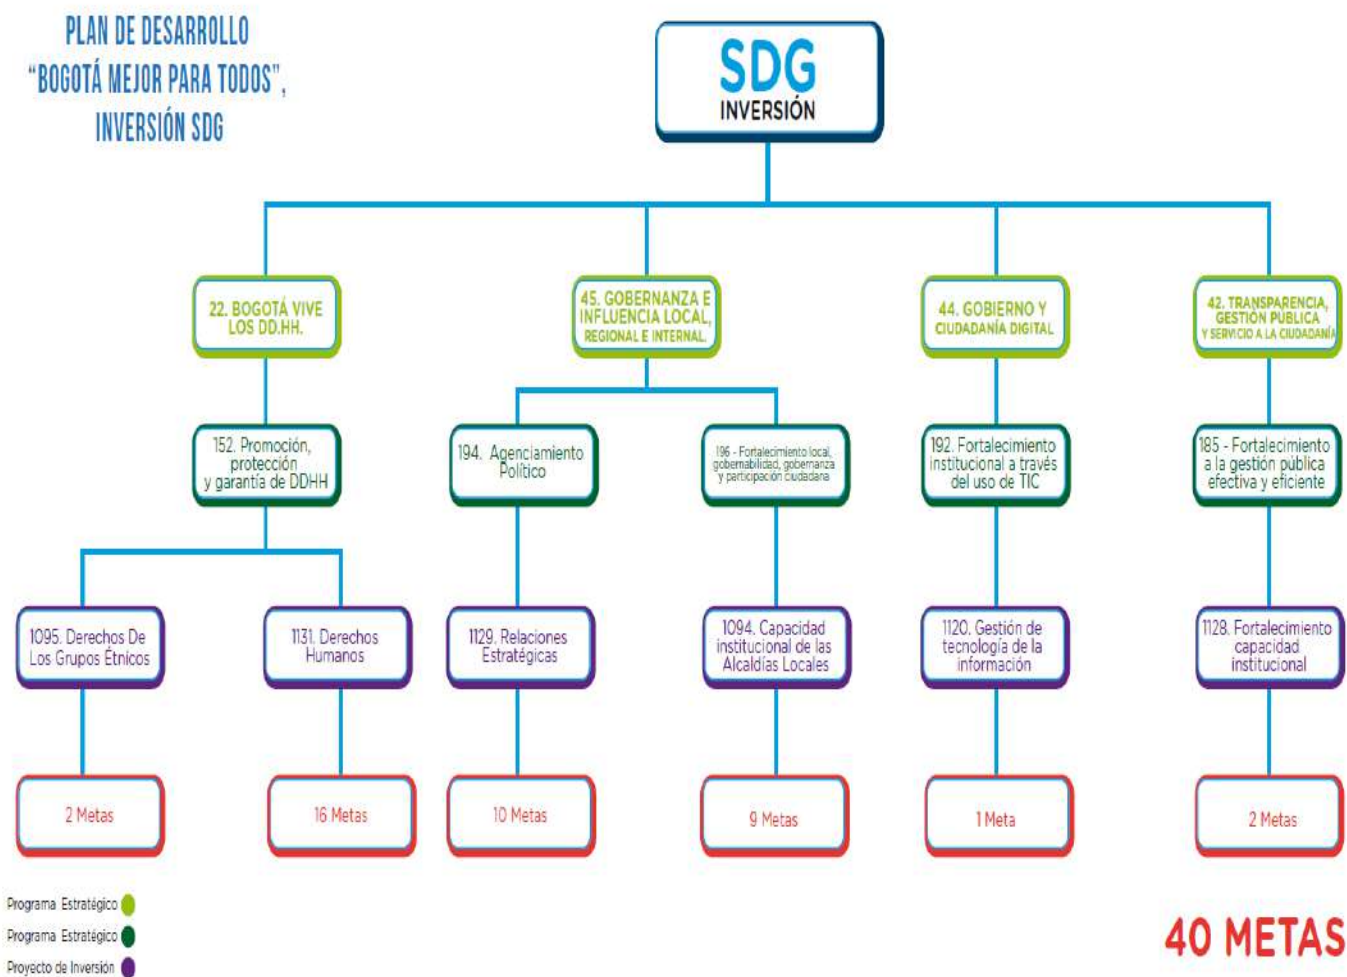 PLAN DE DESARROLLO
“BOGOTÁ MEJOR PARA TODOS”,
INVERSIÓN SDG
SDG
INVERSIÓN
22. BOGOTÁ VIVE
LOS DD.HH.
45. GOBERNANZA E
INFLUENCIA LOCAL,
REGIONAL E INTERNAL.
44. GOBIERNO Y
CIUDADANÍA DIGITAL
42. TRANSPARENCIA,
GESTIÓN PÚBLICA
Y SERVICIO A LA CIUDADANÍA
152. Promoción,
protección
y garantía de DDHH
194. Agenciamiento
Político
196 - Fortalecimiento local,
gobernabilidad, gobernanza
y participación ciudadana
192. Fortalecimiento
institucional a través
del uso de TIC
185 - Fortalecimiento
a la gestión pública
efectiva y eficiente
1095. Derechos De
Los Grupos Étnicos
1131. Derechos
Humanos
1129. Relaciones
Estratégicas
1094. Capacidad
institucional de las
Alcaldías Locales
1120. Gestión de
tecnología de la
información
1128. Fortalecimiento
capacidad
institucional
2 Metas
16 Metas
10 Metas
9 Metas
1 Meta
2 Metas
Programa Estratégico
Programa Estratégico
Proyecto de Inversión
40 METAS